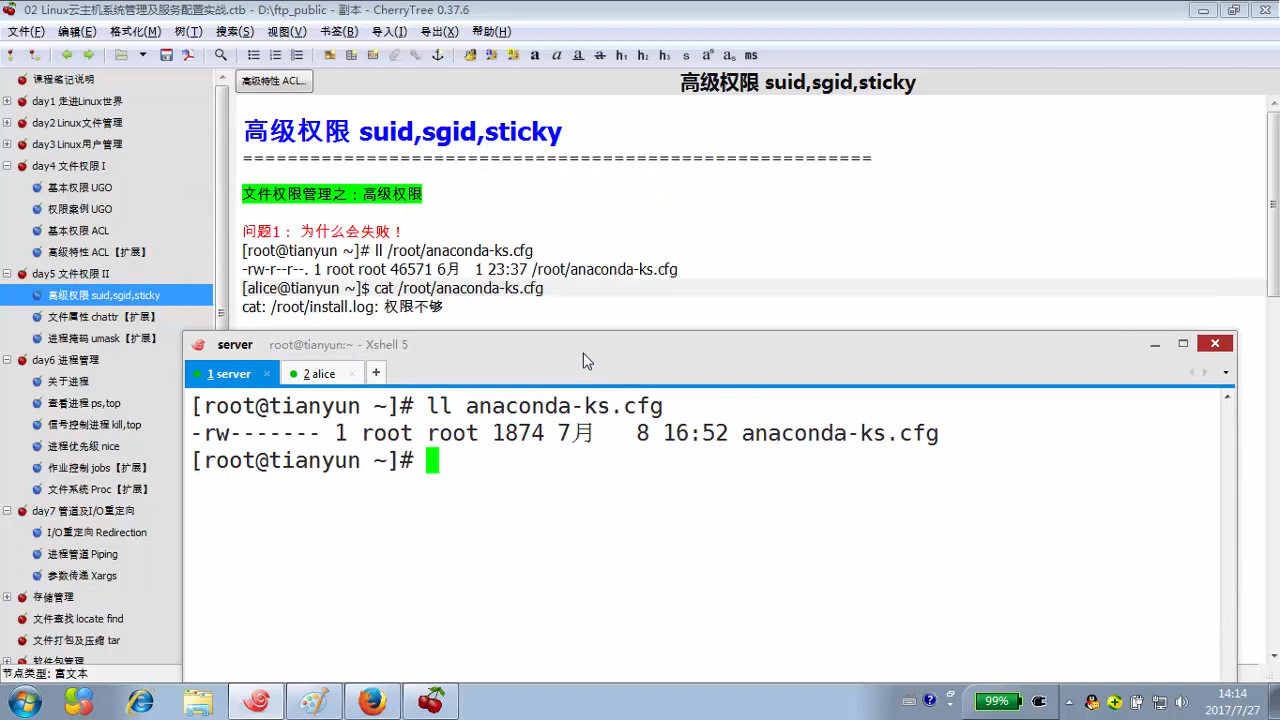 02 Linux云主机系统管理及服务配置实战.ctb - D:\ftp_public - 副本 - CherryTree 0.37.6
文件(F) 编辑(E) 格式化(M) 树(T) 搜索(S) 视图(V) 书签(B) 导入(I) 导出(X) 帮助(H)
a a a a h1 h2 h3 s a a ms
课程笔记说明
day1 走进Linux世界
day2 Linux文件管理
day3 Linux用户管理
day4 文件权限 I
基本权限 UGO
权限案例 UGO
基本权限 ACL
高级特性 ACL【扩展】
day5 文件权限 II
高级权限 suid,sgid,sticky
文件属性 chattr【扩展】
进程掩码 umask【扩展】
day6 进程管理
关于进程
查看进程 ps,top
信号控制进程 kill,top
进程优先级 nice
作业控制 jobs【扩展】
文件系统 Proc【扩展】
day7 管道及I/O重定向
I/O重定向 Redirection
进程管道 Piping
参数传递 Xargs
存储管理
文件查找 locate find
文件打包及压缩 tar
软件包管理
节点类型: 富文本
高级特性 ACL...
高级权限 suid,sgid,sticky
高级权限 suid,sgid,sticky
========================================================
文件权限管理之：高级权限
问题1： 为什么会失败！
[root@tianyun ~]# ll /root/anaconda-ks.cfg
-rw-r--r--. 1 root root 46571 6月 1 23:37 /root/anaconda-ks.cfg
[alice@tianyun ~]$ cat /root/anaconda-ks.cfg
cat: /root/install.log: 权限不够
server root@tianyun:~ - Xshell 5
1 server × 2 alice × +
[root@tianyun ~]# ll anaconda-ks.cfg
-rw------- 1 root root 1874 7月 8 16:52 anaconda-ks.cfg
[root@tianyun ~]#
99%
14:14
2017/7/27